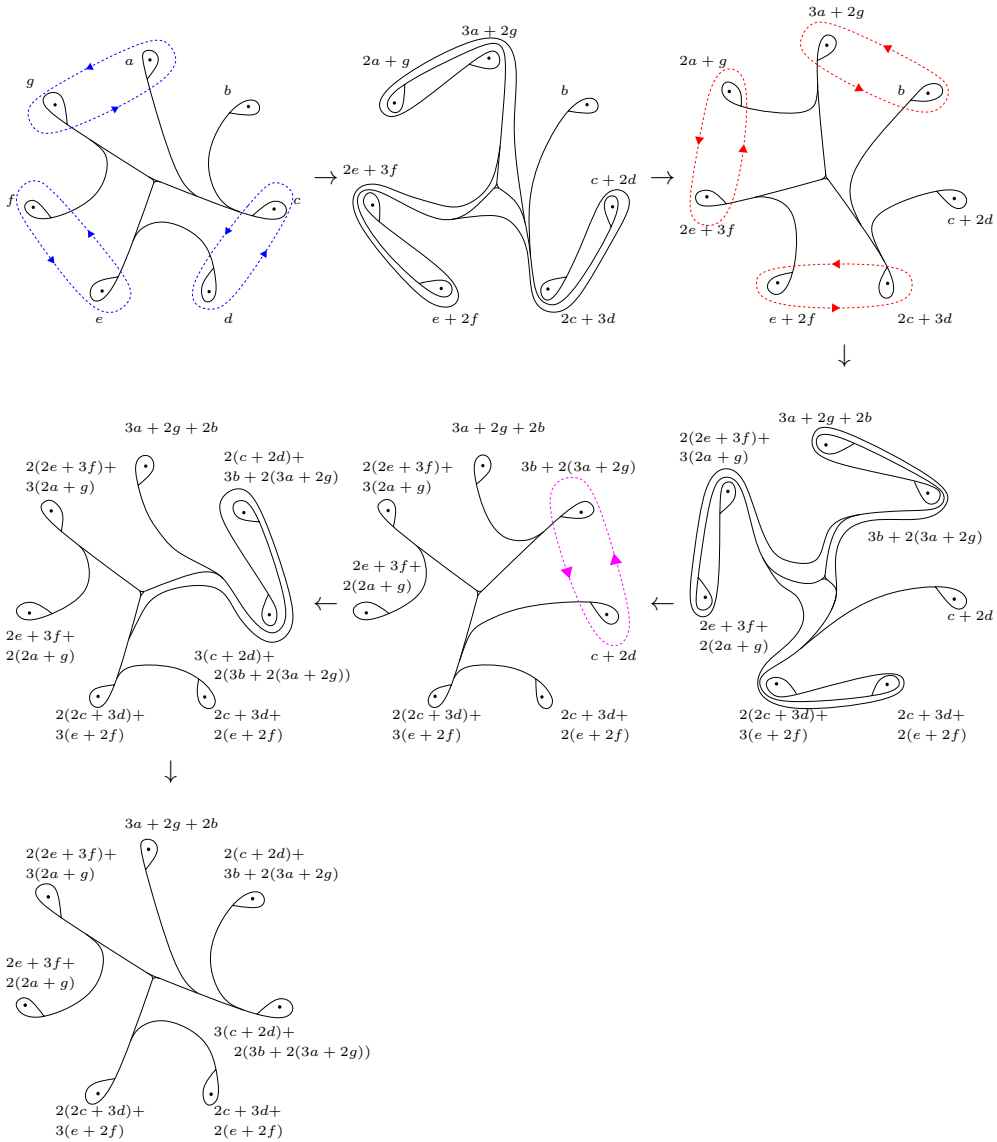 a
g
b
f
c
e
d
3a + 2g
2a + g
b
2e + 3f
c + 2d
e + 2f
2c + 3d
→
3a + 2g
2a + g
b
2e + 3f
c + 2d
e + 2f
2c + 3d
→
↓
3a + 2g + 2b
2(2e + 3f)+
3(2a + g)
3b + 2(3a + 2g)
c + 2d
2e + 3f+
2(2a + g)
2(2c + 3d)+
3(e + 2f)
2c + 3d+
2(e + 2f)
←
3a + 2g + 2b
2(2e + 3f)+
3(2a + g)
3b + 2(3a + 2g)
2e + 3f+
2(2a + g)
c + 2d
2(2c + 3d)+
3(e + 2f)
2c + 3d+
2(e + 2f)
←
3a + 2g + 2b
2(2e + 3f)+
3(2a + g)
2(c + 2d)+
3b + 2(3a + 2g)
2e + 3f+
2(2a + g)
3(c + 2d)+
2(3b + 2(3a + 2g))
2(2c + 3d)+
3(e + 2f)
2c + 3d+
2(e + 2f)
↓
3a + 2g + 2b
2(2e + 3f)+
3(2a + g)
2(c + 2d)+
3b + 2(3a + 2g)
2e + 3f+
2(2a + g)
3(c + 2d)+
2(3b + 2(3a + 2g))
2(2c + 3d)+
3(e + 2f)
2c + 3d+
2(e + 2f)